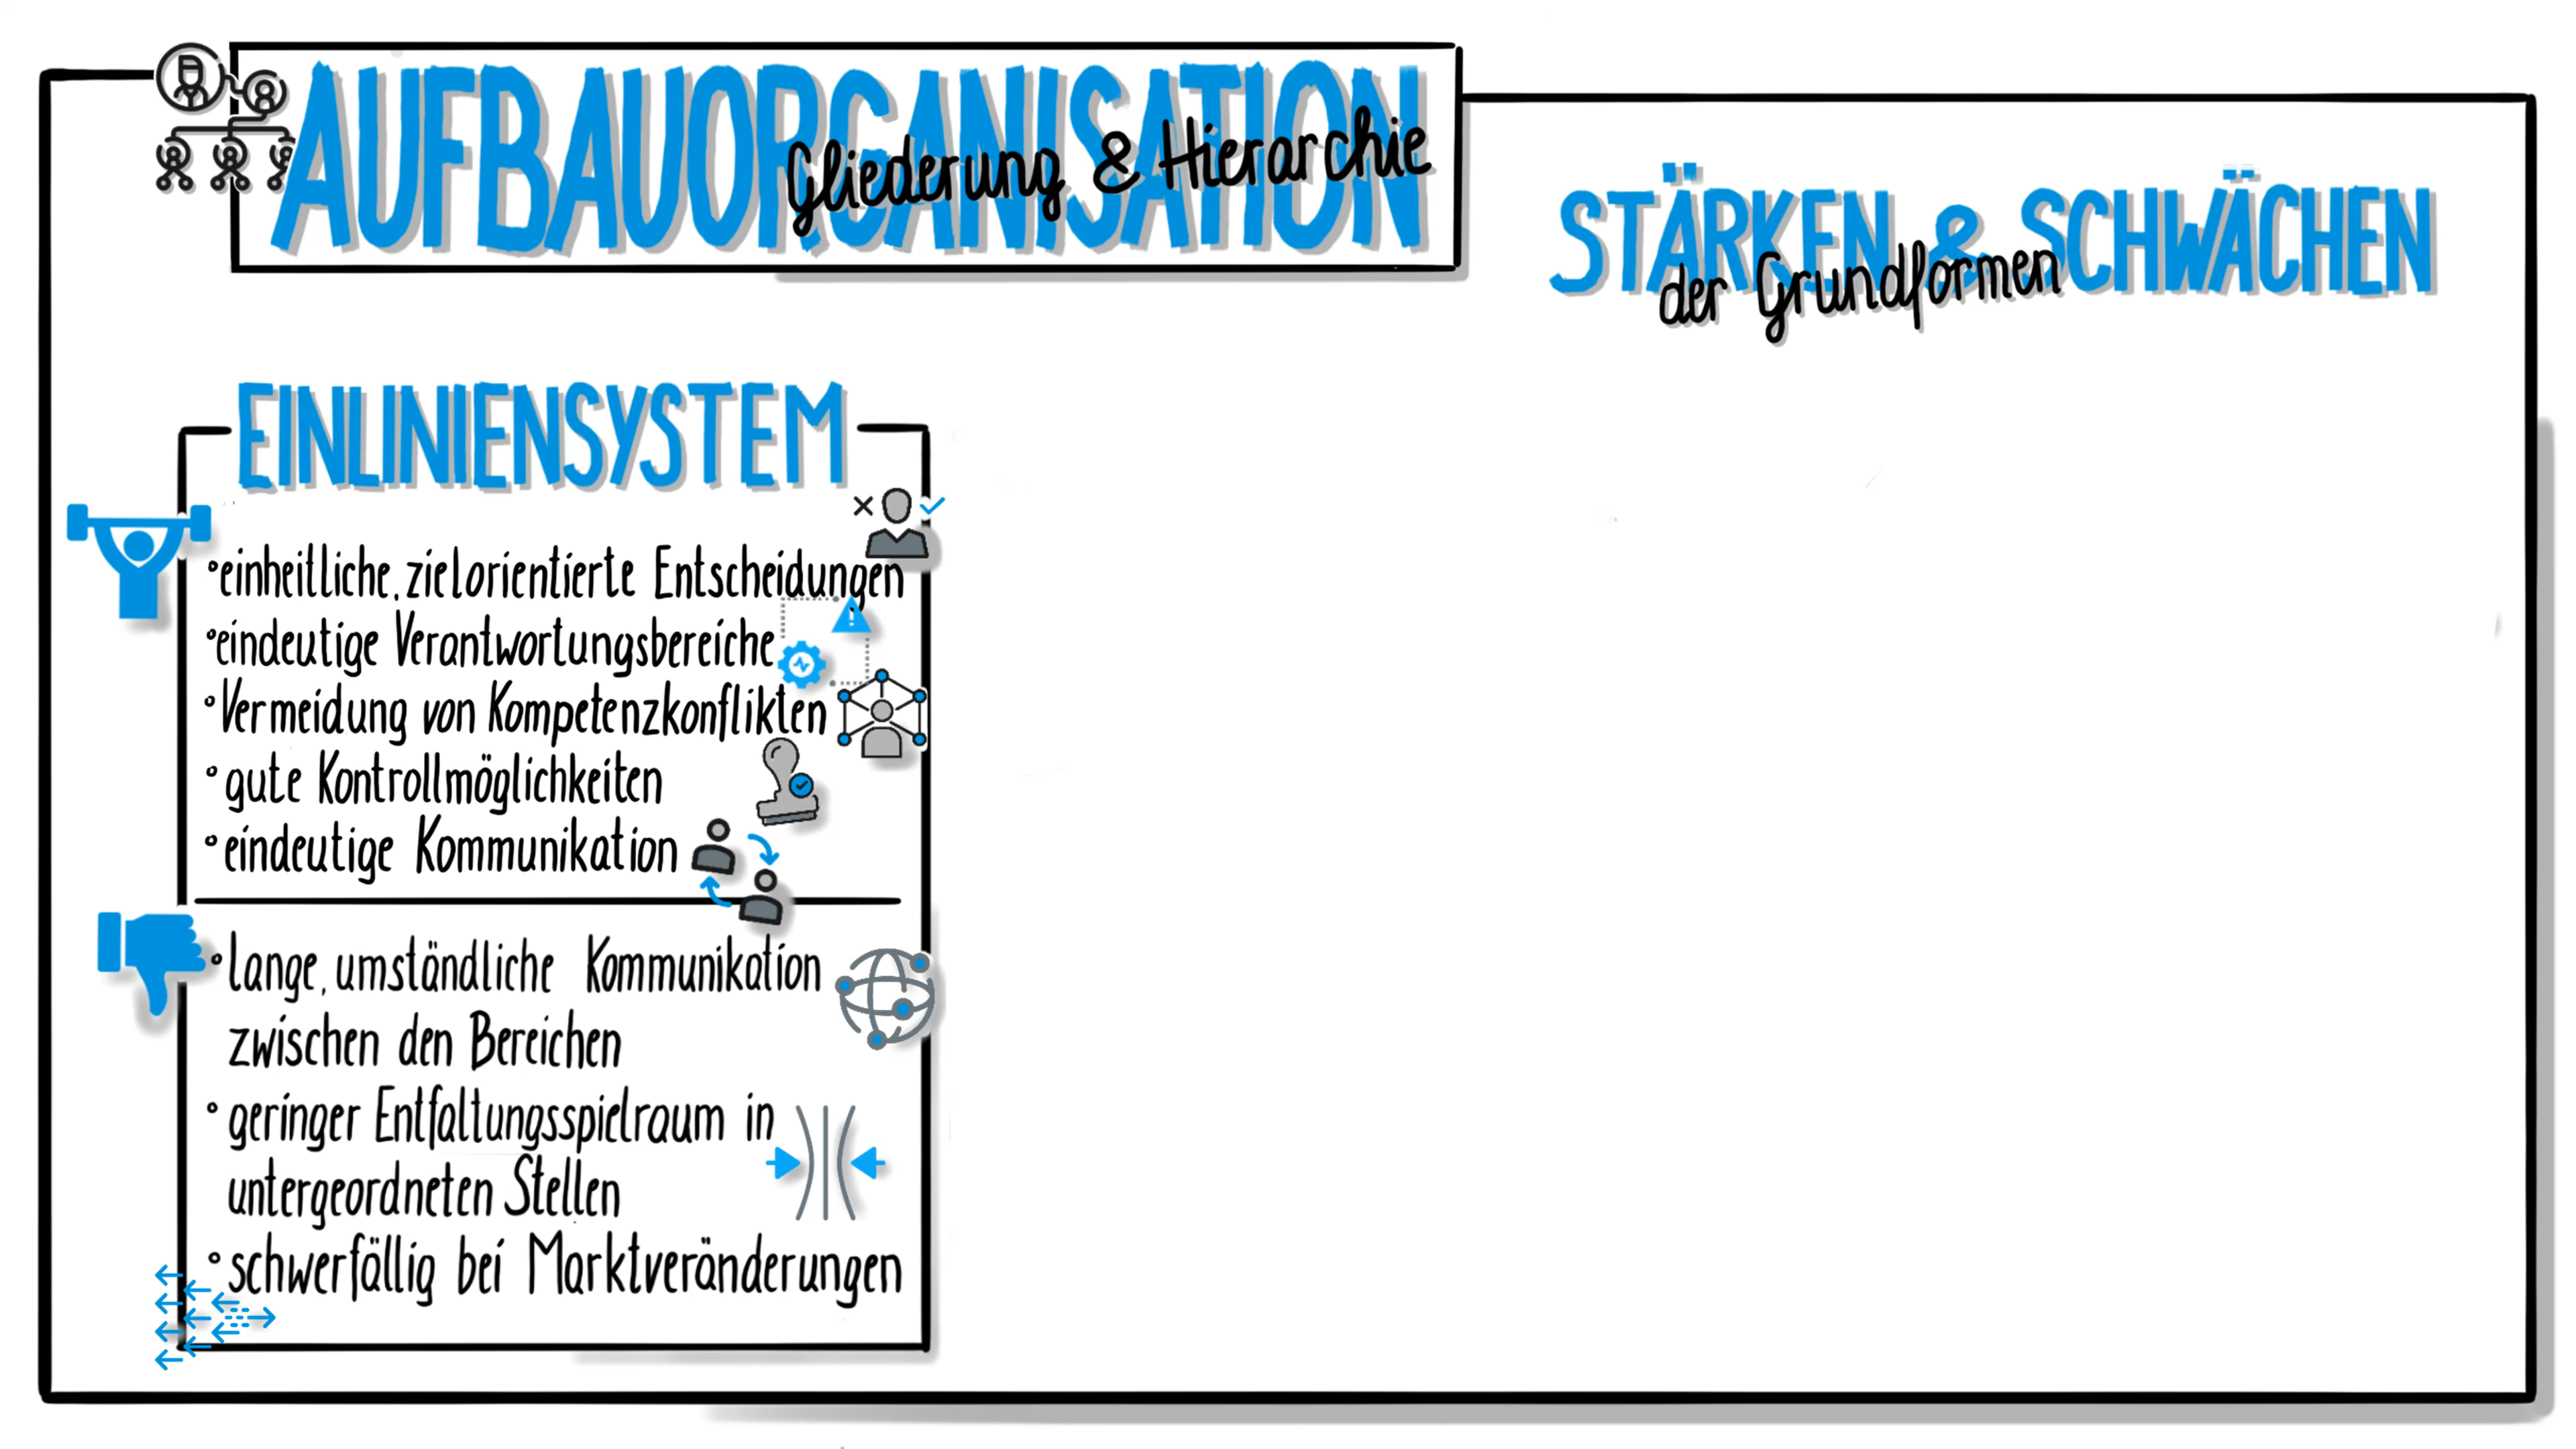 AUFBAUORGANISATION
Gliederung & Hierarchie
STÄRKEN & SCHWÄCHEN
der Grundformen
EINLINIENSYSTEM
• einheitliche, zielorientierte Entscheidungen
• eindeutige Verantwortungsbereiche
• Vermeidung von Kompetenzkonflikten
• gute Kontrollmöglichkeiten
• eindeutige Kommunikation
• lange, umständliche Kommunikation
zwischen den Bereichen
• geringer Entfaltungsspielraum in
untergeordneten Stellen
• schwerfällig bei Marktveränderungen